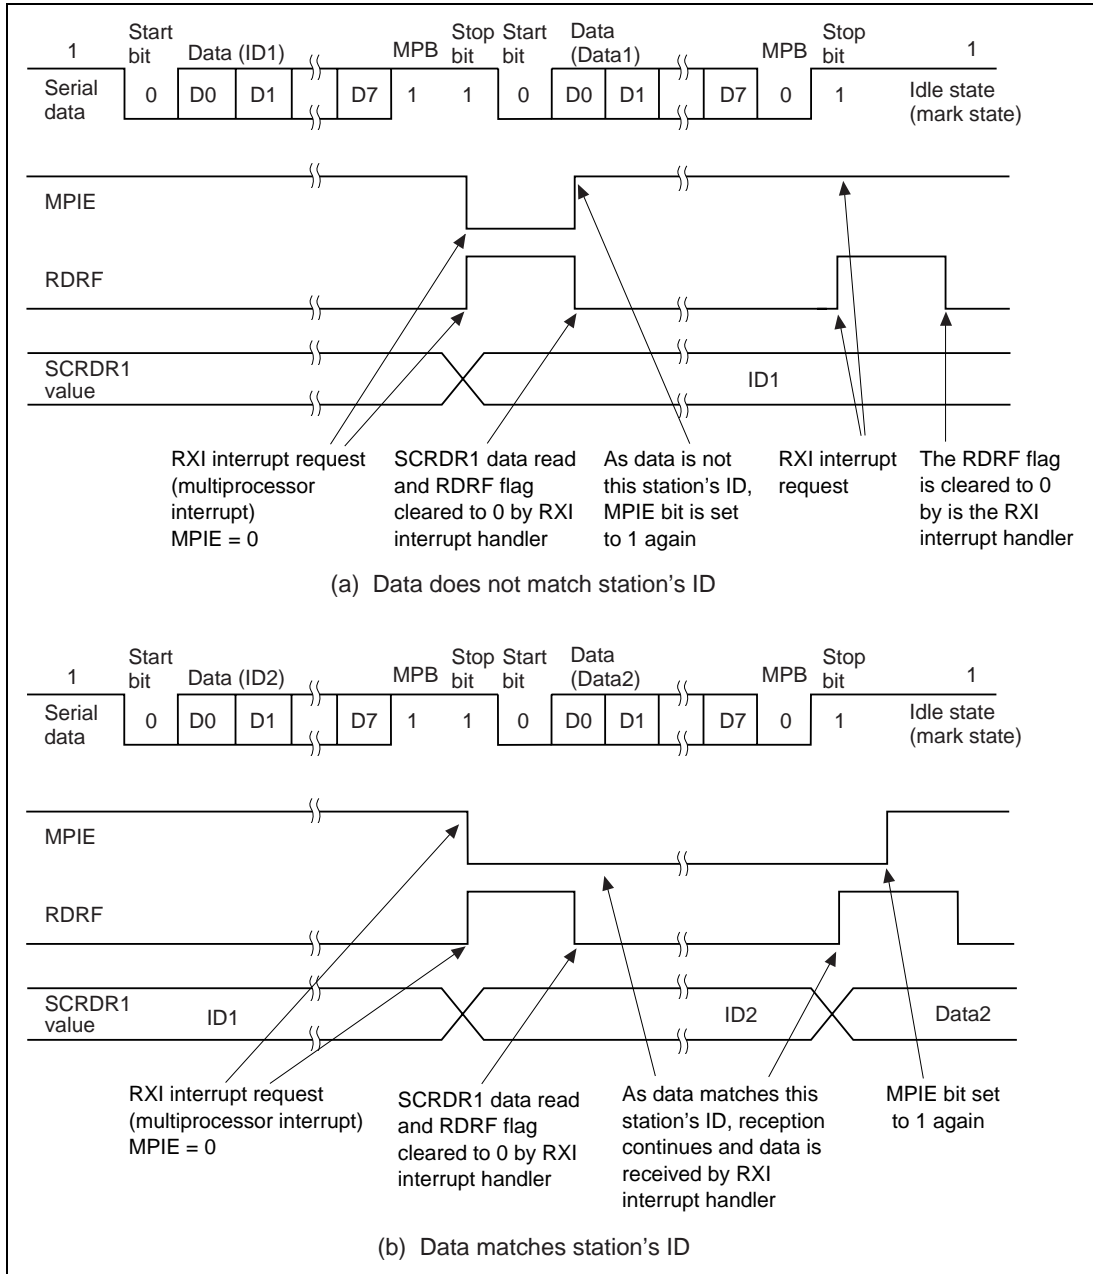 1
Start
bit
Data (ID1)
MPB
Stop
bit
Start
bit
Data
(Data1)
MPB
Stop
bit
1
Serial
data
0
D0
D1
D7
1
1
0
D0
D1
D7
0
1
Idle state
(mark state)
MPIE
RDRF
SCRDR1
value
ID1
RXI interrupt request
(multiprocessor
interrupt)
MPIE = 0
SCRDR1 data read
and RDRF flag
cleared to 0 by RXI
interrupt handler
As data is not
this station's ID,
MPIE bit is set
to 1 again
RXI interrupt
request
The RDRF flag
is cleared to 0
by is the RXI
interrupt handler
(a) Data does not match station's ID
1
Start
bit
Data (ID2)
MPB
Stop
bit
Start
bit
Data
(Data2)
MPB
Stop
bit
1
Serial
data
0
D0
D1
D7
1
1
0
D0
D1
D7
0
1
Idle state
(mark state)
MPIE
RDRF
SCRDR1
value
ID1
ID2
Data2
RXI interrupt request
(multiprocessor interrupt)
MPIE = 0
SCRDR1 data read
and RDRF flag
cleared to 0 by RXI
interrupt handler
As data matches this
station's ID, reception
continues and data is
received by RXI
interrupt handler
MPIE bit set
to 1 again
(b) Data matches station's ID